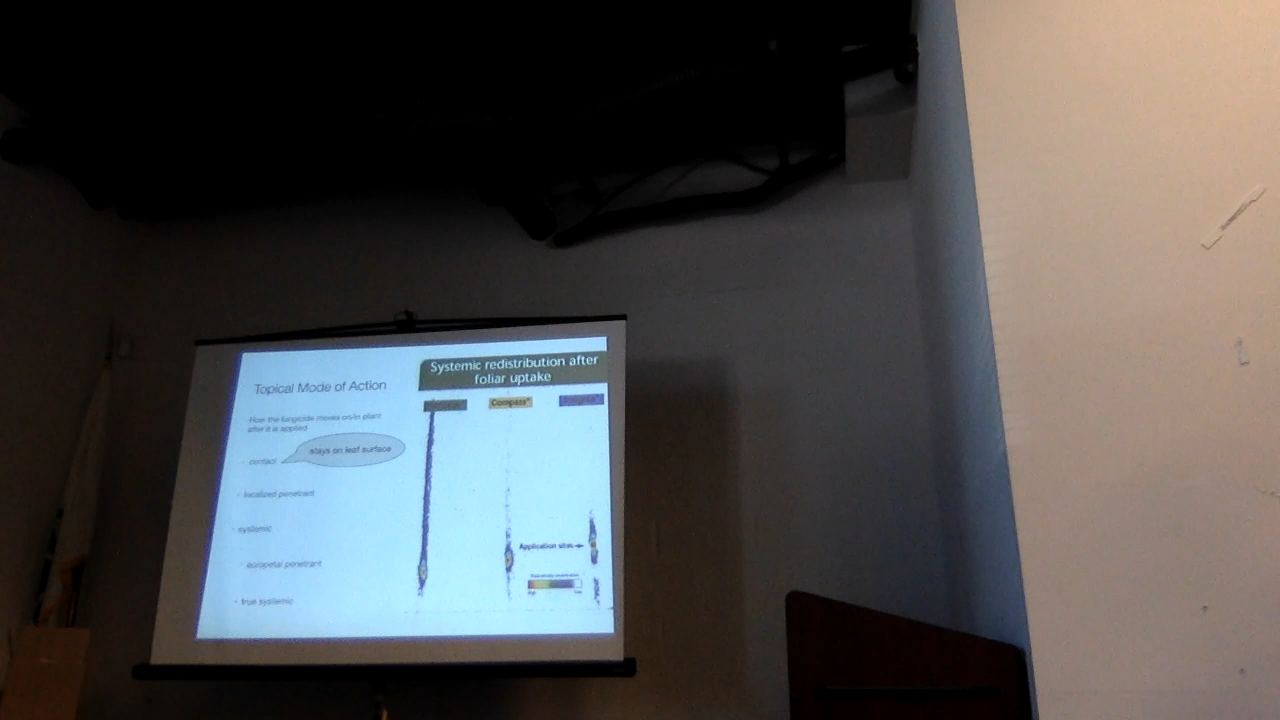 Systemic redistribution after
foliar uptake
Topical Mode of Action
How the fungicide moves on/in plant
after it is applied
contact
stays on leaf surface
localized penetrant
systemic
acropetal penetrant
true systemic
Compass*
Application sites